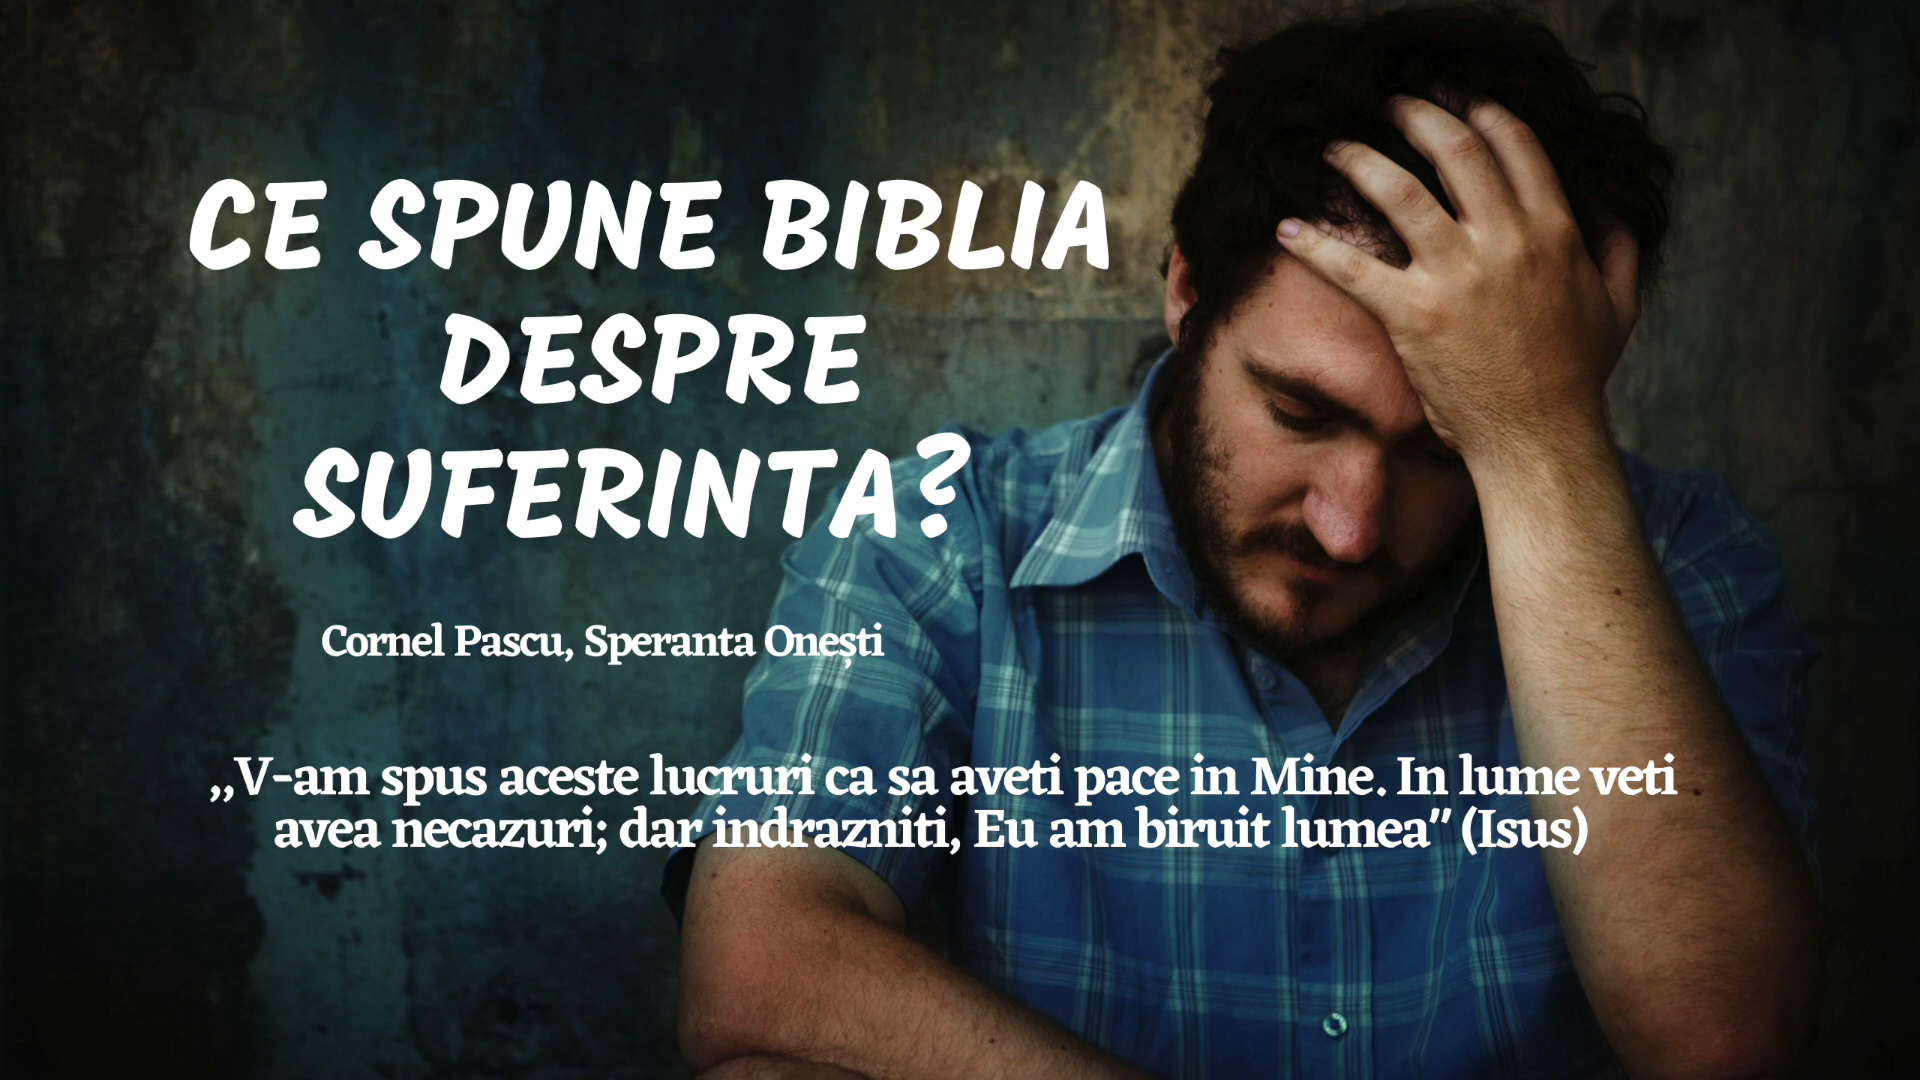 CE SPUNE BIBLIA
DESPRE
SUFERINTA?
Cornel Pascu, Speranta Onești
,,V-am spus aceste lucruri ca sa aveti pace in Mine. In lume veti
avea necazuri; dar indrazniti, Eu am biruit lumea" (Isus)